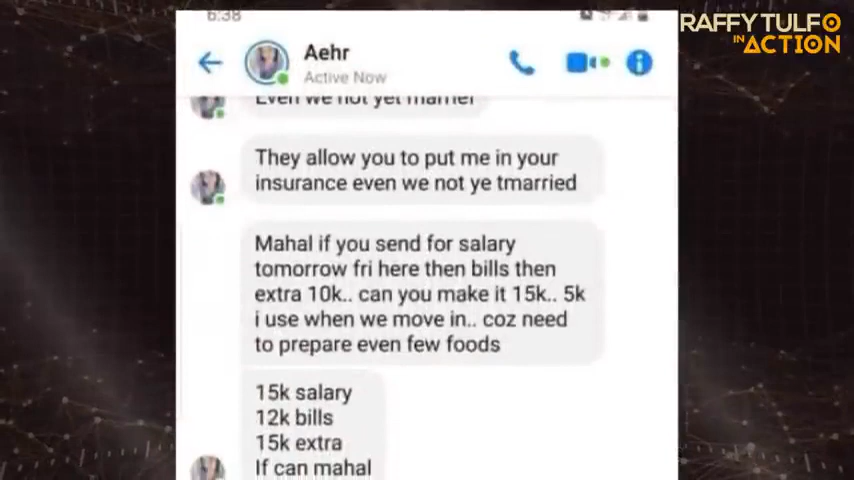 6:38
RAFFY TULFO
IN ACTION
Aehr
Active Now
Even we not yet marrief
They allow you to put me in your
insurance even we not ye tmarried
Mahal if you send for salary
tomorrow fri here then bills then
extra 10k.. can you make it 15k.. 5k
i use when we move in.. coz need
to prepare even few foods
15k salary
12k bills
15k extra
If can mahal